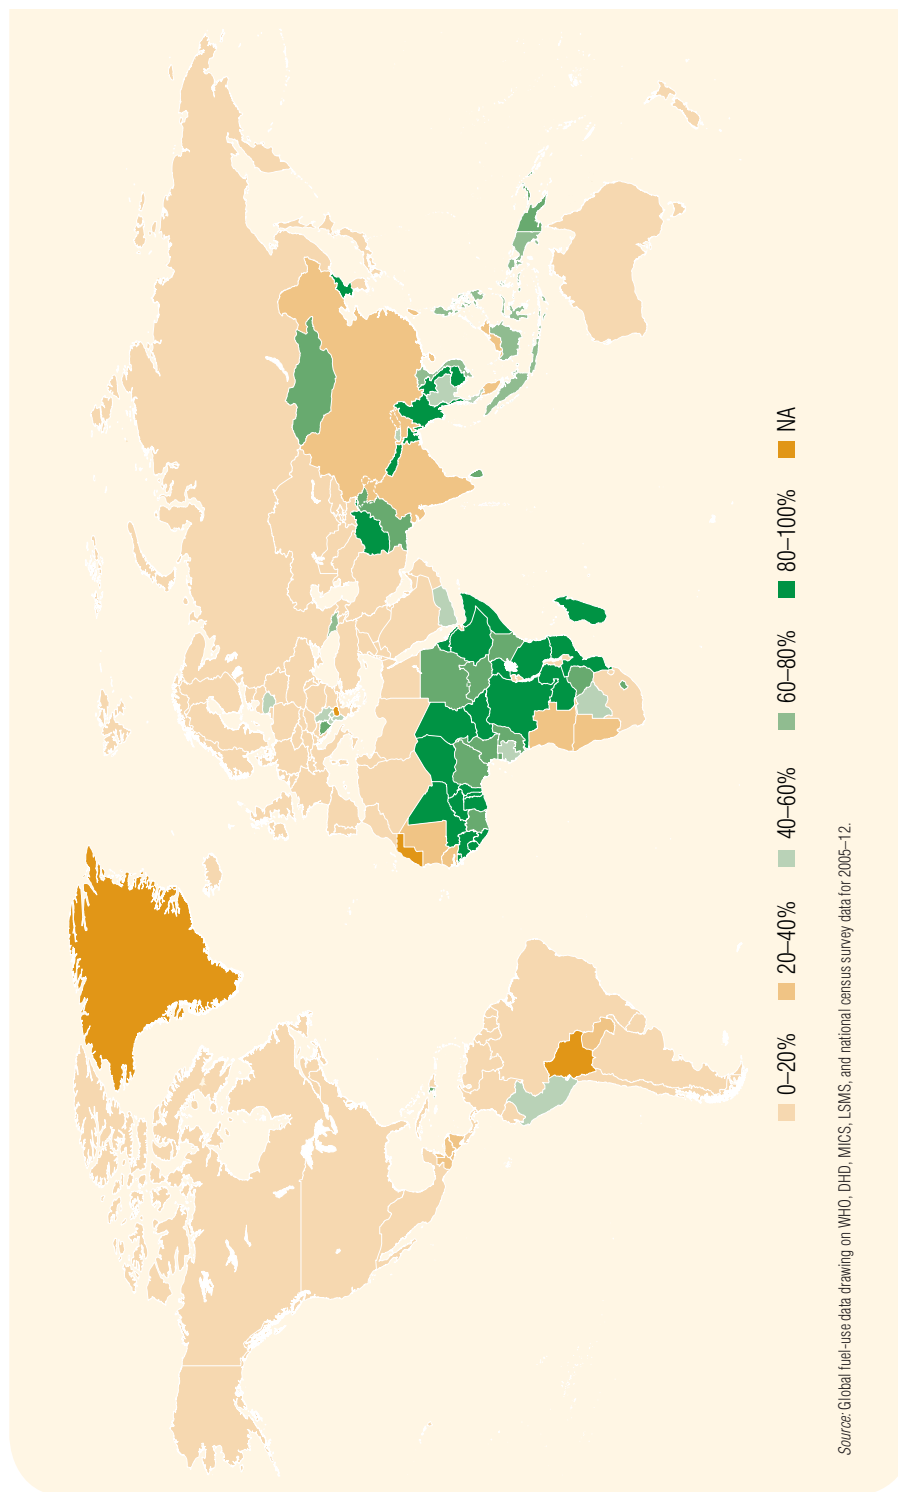 0–20%
20–40%
40–60%
60–80%
80–100%
NA
Source: Global fuel-use data drawing on WHO, DHD, MICS, LSMS, and national census survey data for 2005–12.